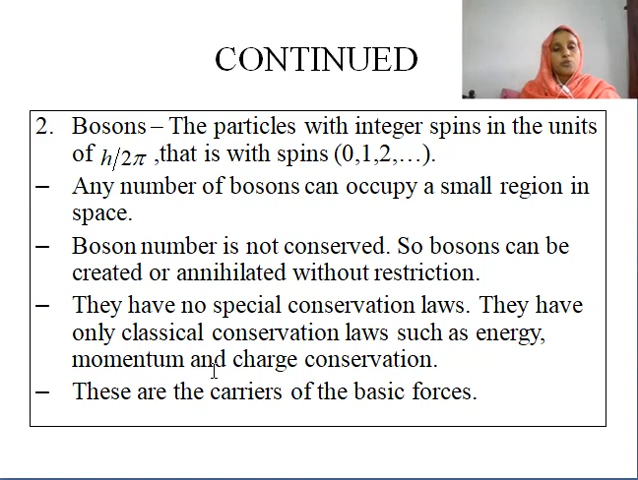 CONTINUED
2. Bosons – The particles with integer spins in the units
of h/2π ,that is with spins (0,1,2,…).
– Any number of bosons can occupy a small region in
space.
– Boson number is not conserved. So bosons can be
created or annihilated without restriction.
– They have no special conservation laws. They have
only classical conservation laws such as energy,
momentum and charge conservation.
– These are the carriers of the basic forces.